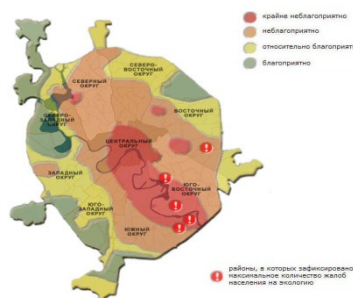 крайне неблагоприятно
неблагоприятно
относительно благоприят
благоприятно
СЕВЕРО-
ВОСТОЧНЫЙ
ОКРУГ
СЕВЕРНЫЙ
ОКРУГ
ВОСТОЧНЫЙ
ОКРУГ
СЕВЕРО-
ЗАПАДНЫЙ
ОКРУГ
ЦЕНТРАЛЬНЫЙ
ОКРУГ
ЗАПАДНЫЙ
ОКРУГ
ЮГО-
ВОСТОЧНЫЙ
ОКРУГ
ЮГО-
ЗАПАДНЫЙ
ОКРУГ
ЮЖНЫЙ
ОКРУГ
районы, в которых зафиксировано
максимальное количество жалоб
населения на экологию